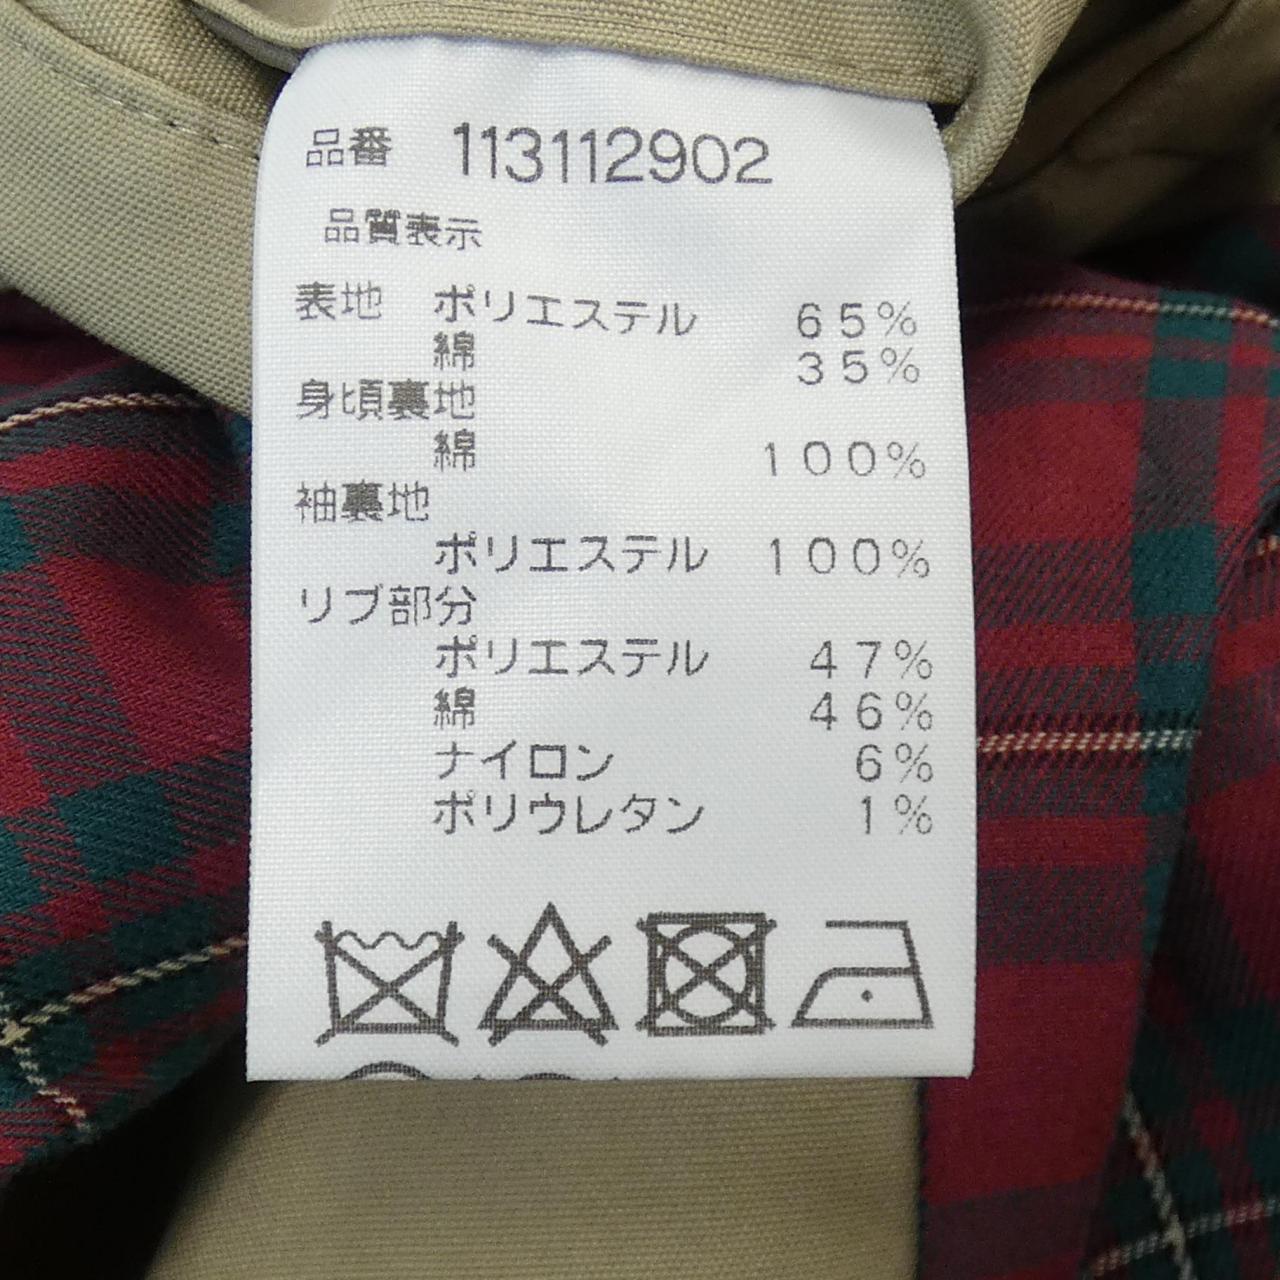 品番 113112902
品質表示
表地 ポリエステル 65%
綿 35%
身頃裏地
綿 100%
袖裏地
ポリエステル 100%
リブ部分
ポリエステル 47%
綿 46%
ナイロン 6%
ポリウレタン 1%